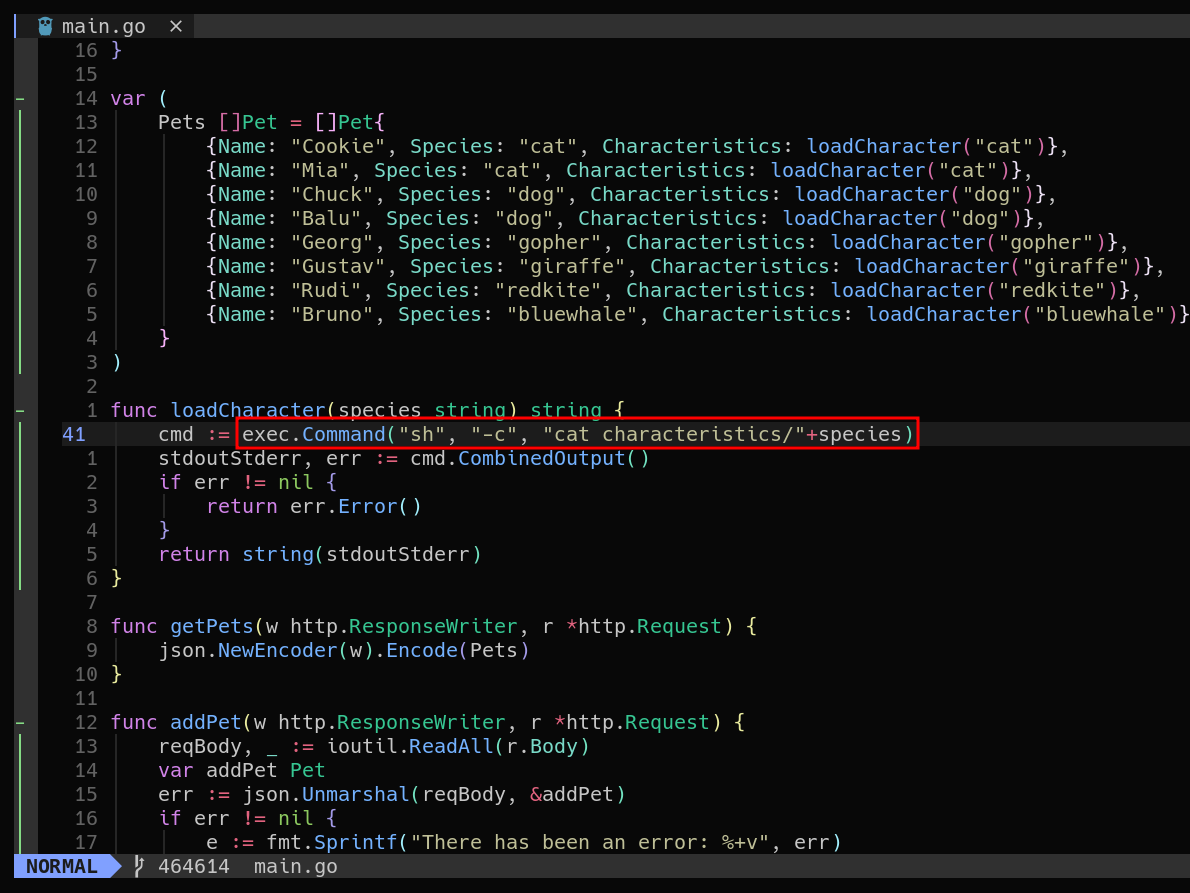 main.go ×
16 }
15
14 var (
13 Pets []Pet = []Pet{
12 {Name: "Cookie", Species: "cat", Characteristics: loadCharacter("cat")},
11 {Name: "Mia", Species: "cat", Characteristics: loadCharacter("cat")},
10 {Name: "Chuck", Species: "dog", Characteristics: loadCharacter("dog")},
9 {Name: "Balu", Species: "dog", Characteristics: loadCharacter("dog")},
8 {Name: "Georg", Species: "gopher", Characteristics: loadCharacter("gopher")},
7 {Name: "Gustav", Species: "giraffe", Characteristics: loadCharacter("giraffe")},
6 {Name: "Rudi", Species: "redkite", Characteristics: loadCharacter("redkite")},
5 {Name: "Bruno", Species: "bluewhale", Characteristics: loadCharacter("bluewhale")}
4 }
3 )
2
1 func loadCharacter(species string) string {
41 cmd := exec.Command("sh", "-c", "cat characteristics/"+species)
1 stdoutStderr, err := cmd.CombinedOutput()
2 if err != nil {
3 return err.Error()
4 }
5 return string(stdoutStderr)
6 }
7
8 func getPets(w http.ResponseWriter, r *http.Request) {
9 json.NewEncoder(w).Encode(Pets)
10 }
11
12 func addPet(w http.ResponseWriter, r *http.Request) {
13 reqBody, _ := ioutil.ReadAll(r.Body)
14 var addPet Pet
15 err := json.Unmarshal(reqBody, &addPet)
16 if err != nil {
17 e := fmt.Sprintf("There has been an error: %+v", err)
NORMAL 464614 main.go